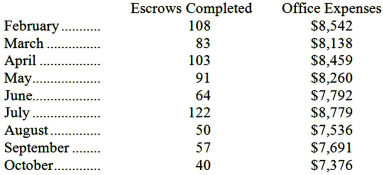 Escrows Completed Office Expenses
February ........... 108 $8,542
March ............... 83 $8,138
April ................. 103 $8,459
May................... 91 $8,260
June................... 64 $7,792
July ................... 122 $8,779
August............... 50 $7,536
September ........ 57 $7,691
October.............. 40 $7,376